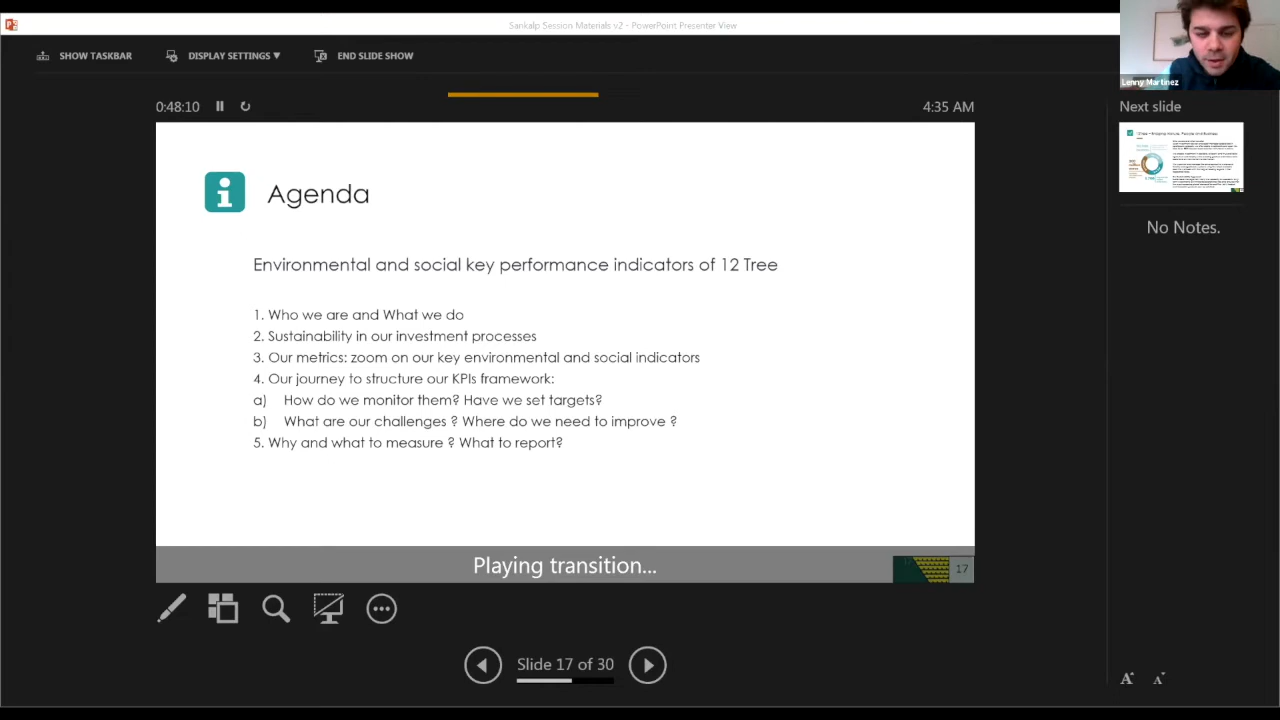 Sankalp Session Materials v2 - PowerPoint Presenter View
SHOW TASKBAR
DISPLAY SETTINGS ▼
END SLIDE SHOW
Lenny Martinez
0:48:10
4:35 AM
Next slide
Agenda
Environmental and social key performance indicators of 12 Tree
1. Who we are and What we do
2. Sustainability in our investment processes
3. Our metrics: zoom on our key environmental and social indicators
4. Our journey to structure our KPIs framework:
a) How do we monitor them? Have we set targets?
b) What are our challenges ? Where do we need to improve ?
5. Why and what to measure ? What to report?
Playing transition...
17
No Notes.
Slide 17 of 30
A A